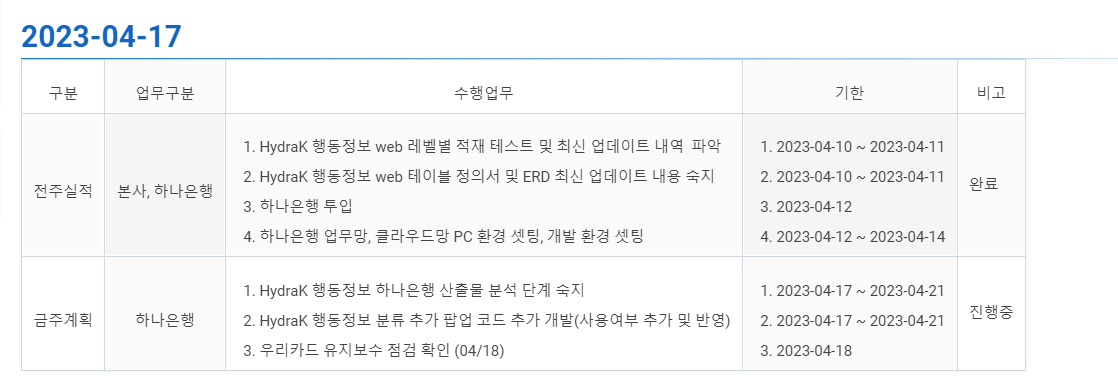 2023-04-17
구분 업무구분 수행업무 기한 비고
전주실적 본사, 하나은행
1. HydraK 행동정보 web 레벨별 적재 테스트 및 최신 업데이트 내역 파악
2. HydraK 행동정보 web 테이블 정의서 및 ERD 최신 업데이트 내용 숙지
3. 하나은행 투입
4. 하나은행 업무망, 클라우드망 PC 환경 셋팅, 개발 환경 셋팅
1. 2023-04-10 ~ 2023-04-11
2. 2023-04-10 ~ 2023-04-11
3. 2023-04-12
4. 2023-04-12 ~ 2023-04-14
완료
금주계획 하나은행
1. HydraK 행동정보 하나은행 산출물 분석 단계 숙지
2. HydraK 행동정보 분류 추가 팝업 코드 추가 개발(사용여부 추가 및 반영)
3. 우리카드 유지보수 점검 확인 (04/18)
1. 2023-04-17 ~ 2023-04-21
2. 2023-04-17 ~ 2023-04-21
3. 2023-04-18
진행중